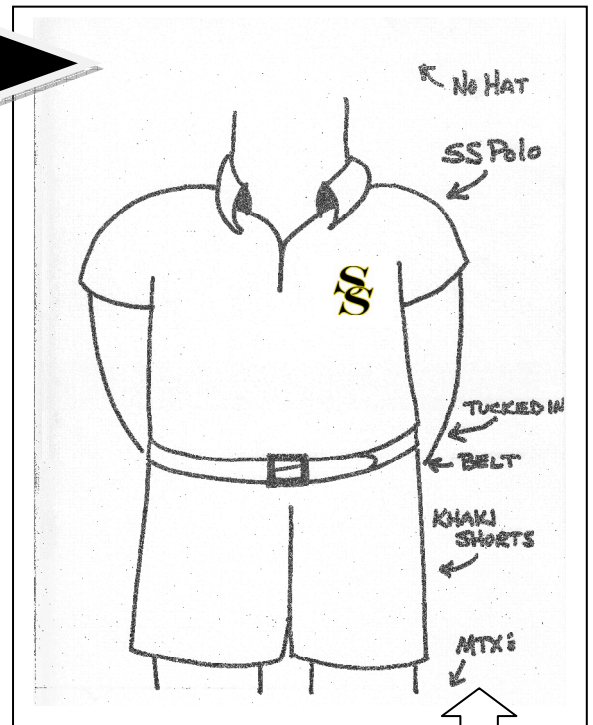 No HAT
SS Polo
SS
TUCKED IN
BELT
KHAKI
SHORTS
MTX's